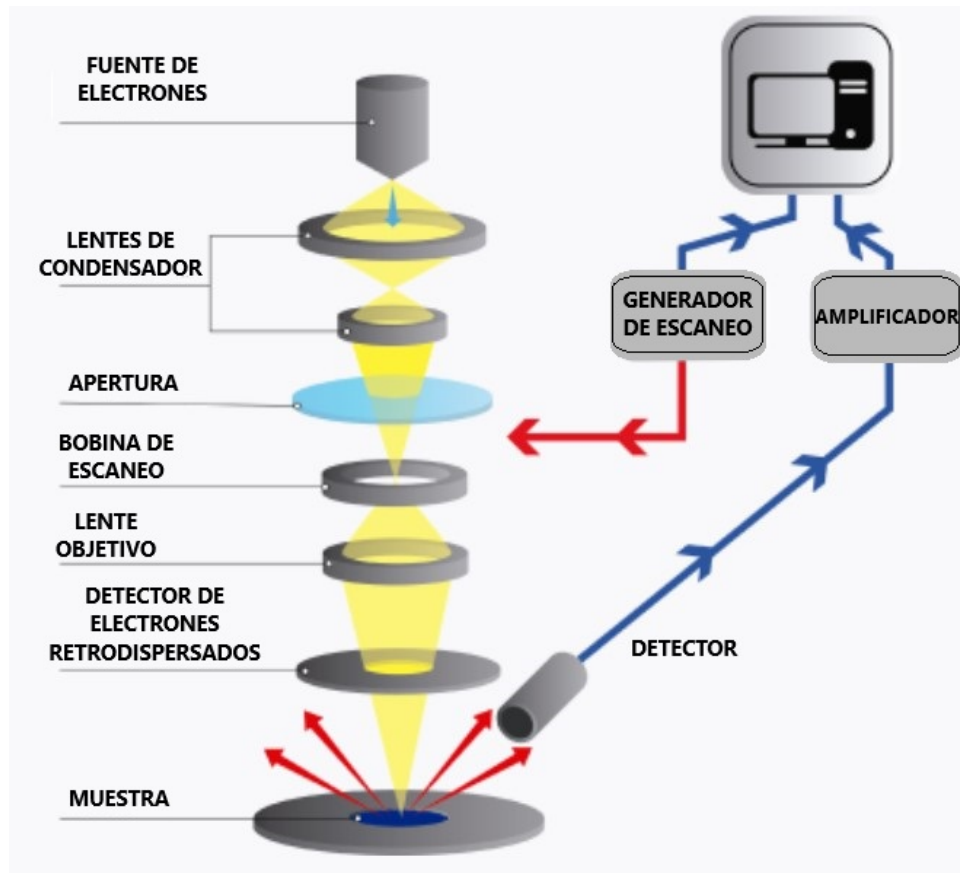 FUENTE DE
ELECTRONES
LENTES DE
CONDENSADOR
GENERADOR
DE ESCANEO
AMPLIFICADOR
APERTURA
BOBINA DE
ESCANEO
LENTE
OBJETIVO
DETECTOR DE
ELECTRONES
RETRODISPERSADOS
DETECTOR
MUESTRA